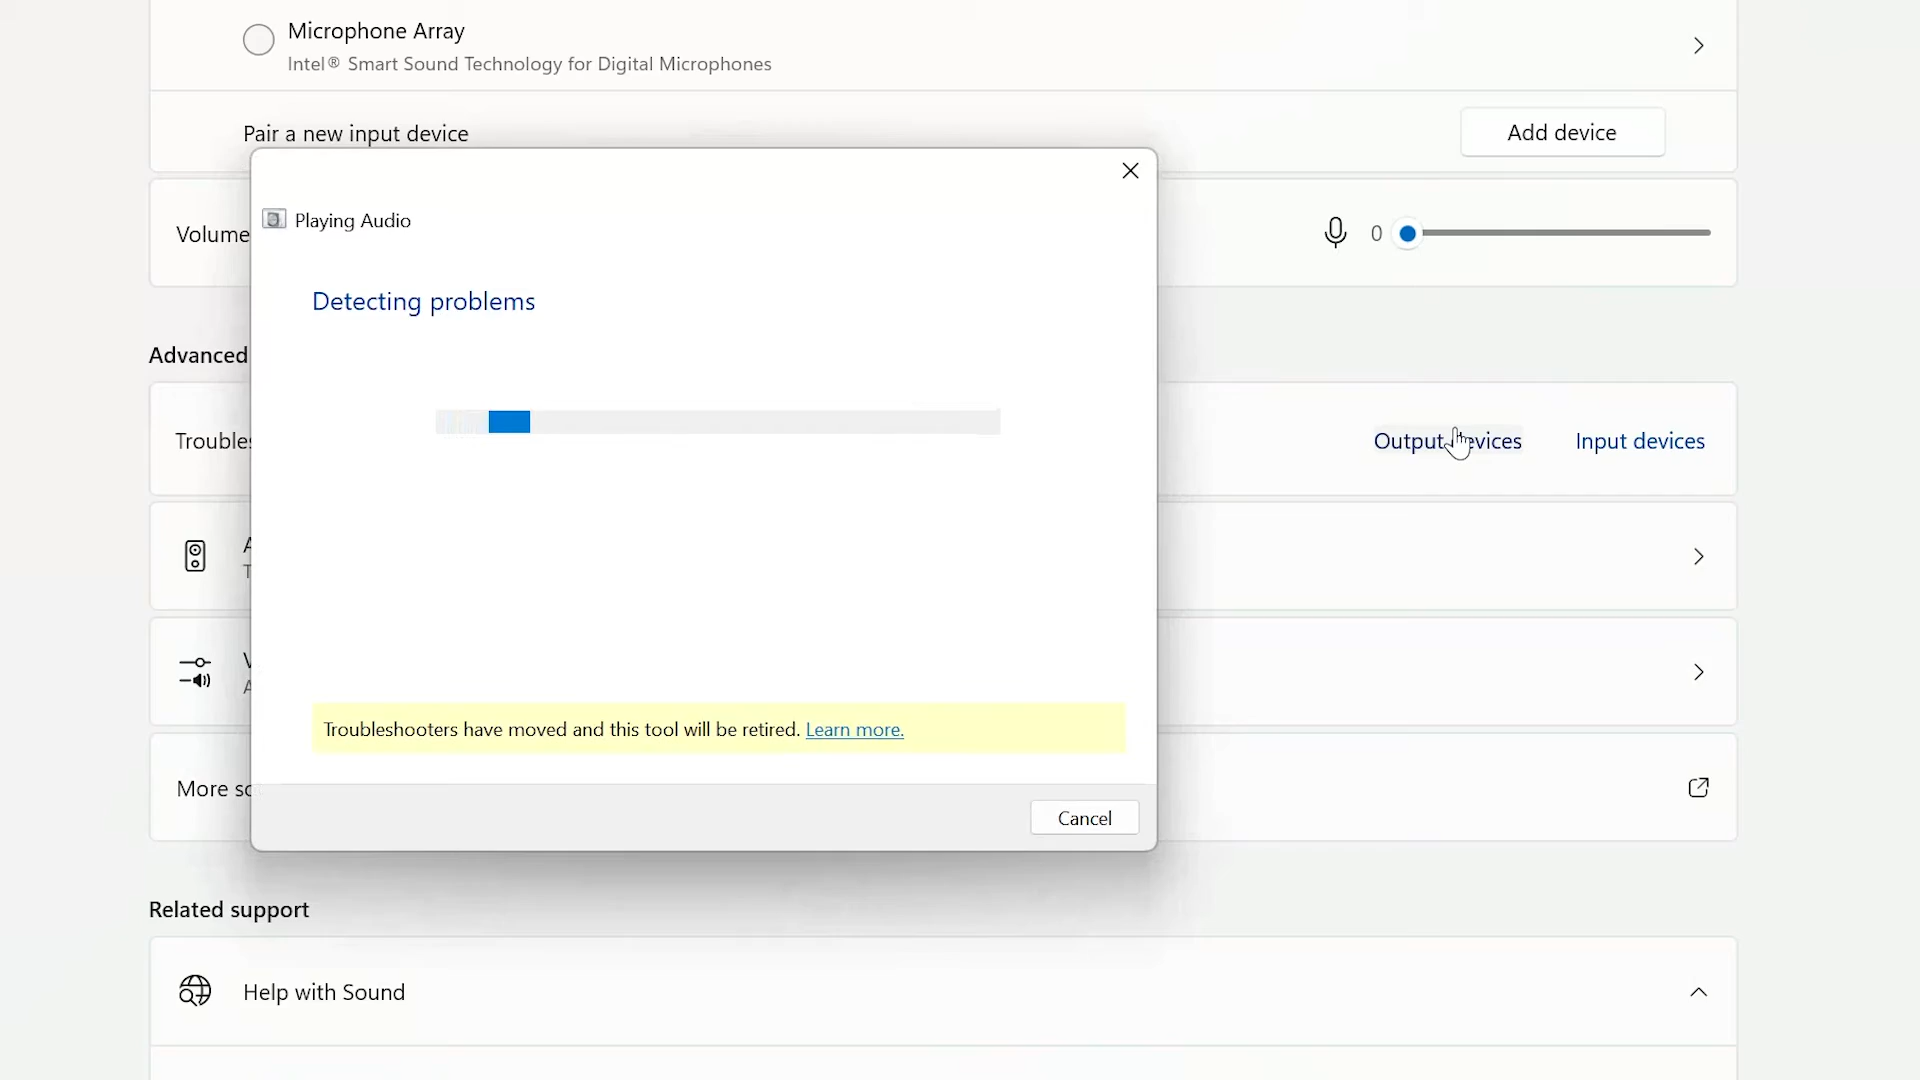 Microphone Array
Intel® Smart Sound Technology for Digital Microphones
Pair a new input device
Add device
Playing Audio
Volume
0
Detecting problems
Advanced
Output devices
Input devices
Troubleshooters have moved and this tool will be retired. Learn more.
More
Cancel
Related support
Help with Sound